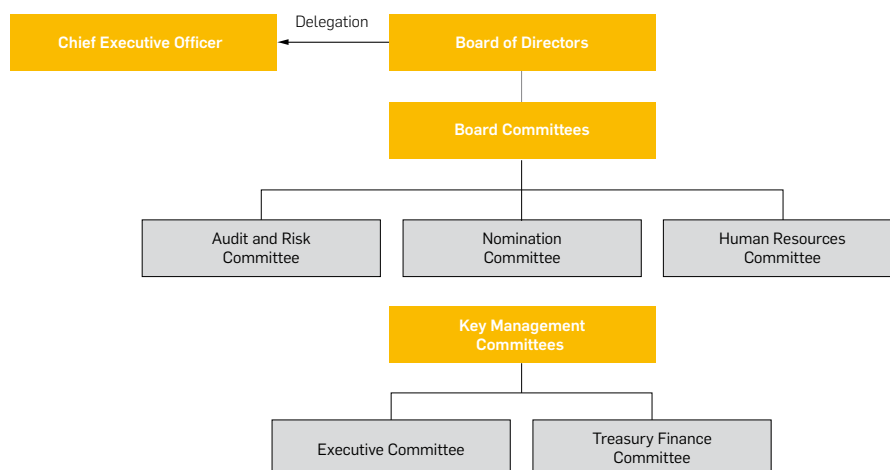 Delegation
Chief Executive Officer
Board of Directors
Board Committees
Audit and Risk
Committee
Nomination
Committee
Human Resources
Committee
Key Management
Committees
Executive Committee
Treasury Finance
Committee